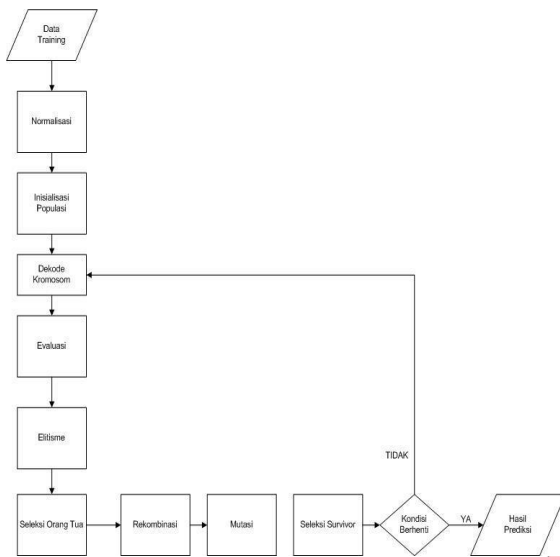 Data
Training
Normalisasi
Inisialisasi
Populasi
Dekode
Kromosom
Evaluasi
Elitisme
TIDAK
Seleksi Orang Tua
Rekombinasi
Mutasi
Seleksi Survivor
Kondisi
Berhenti
YA
Hasil
Prediksi